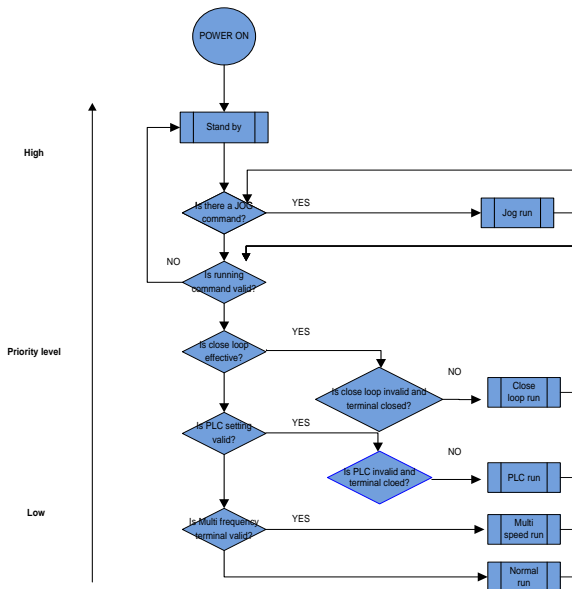 POWER ON
Stand by
High
Is there a JOG
command?
YES
Jog run
NO
Is running
command valid?
Priority level
Is close loop
effective?
YES
Is close loop invalid and
terminal closed?
NO
Close
loop run
Is PLC setting
valid?
YES
Is PLC invalid and
terminal cloed?
NO
PLC run
Low
Is Multi frequency
terminal valid?
YES
Multi
speed run
Normal
run